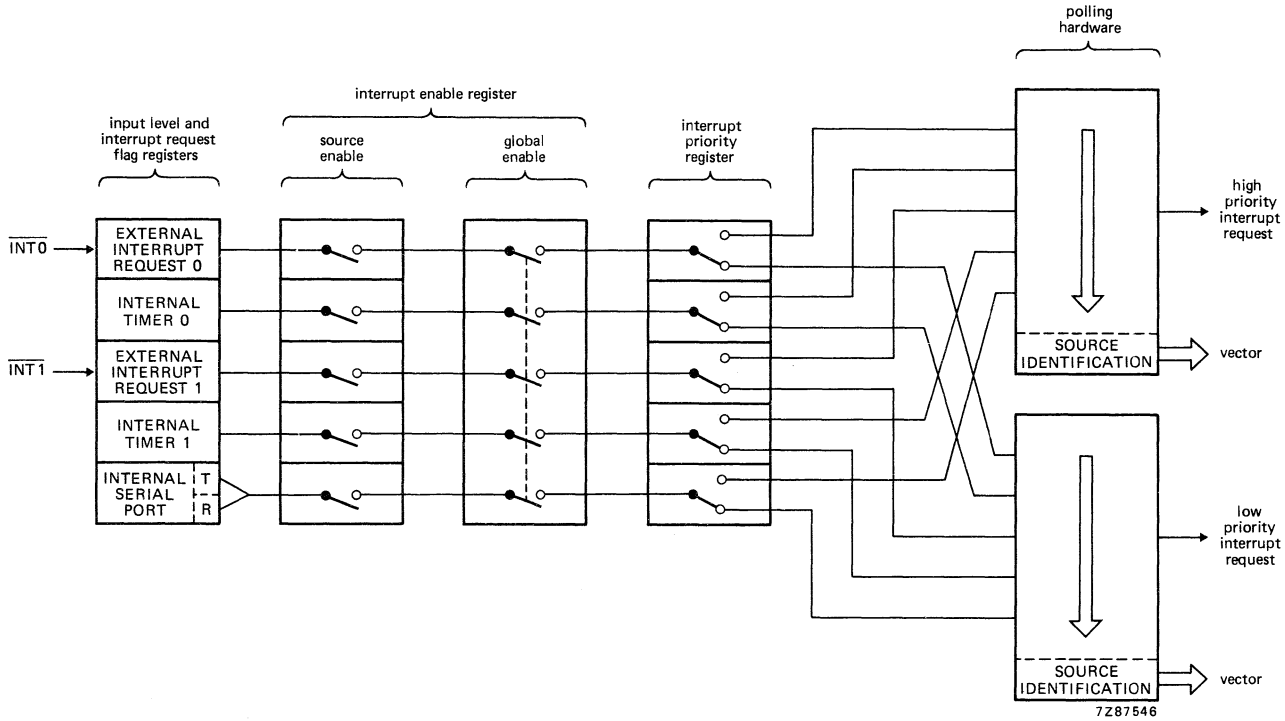 polling
hardware
interrupt enable register
input level and
interrupt request
flag registers
source
enable
global
enable
interrupt
priority
register
INT0
EXTERNAL
INTERRUPT
REQUEST 0
INTERNAL
TIMER 0
INT1
EXTERNAL
INTERRUPT
REQUEST 1
INTERNAL
TIMER 1
INTERNAL
SERIAL
PORT
T
R
high
priority
interrupt
request
SOURCE
IDENTIFICATION
vector
low
priority
interrupt
request
SOURCE
IDENTIFICATION
vector
7Z87546